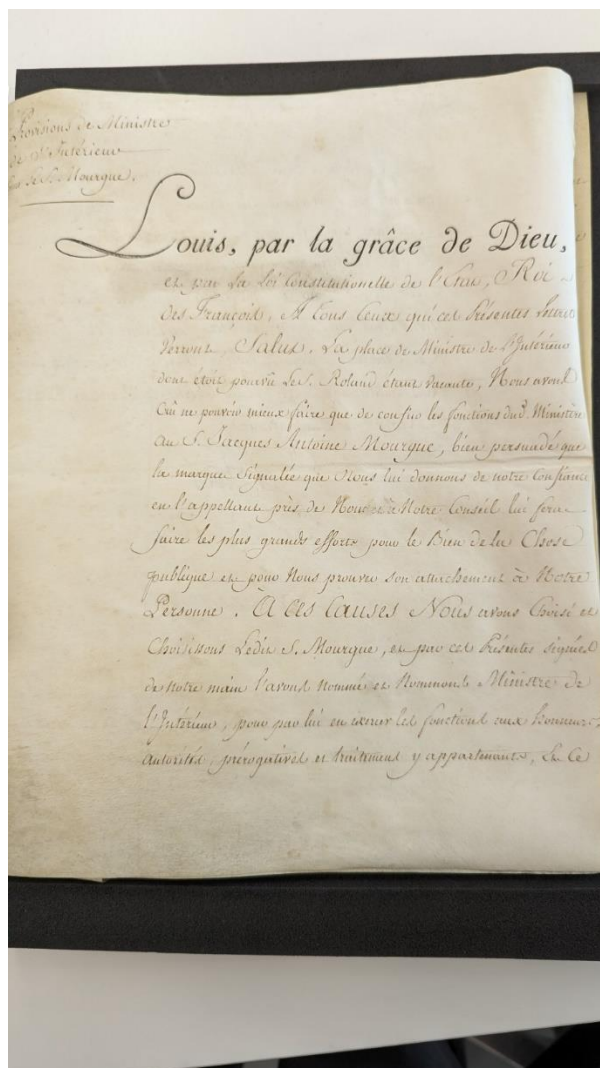 Provisions de Ministre
de l'Intérieur
de S. Mourgue.
Louis, par la grâce de Dieu,
et par la Loi Constitutionelle de l'Etat, Roi
des François, A tous Ceux qui ces Présentes Lettres
Verront, Salut. La place de Ministre de l'Intérieur
dont étoit pourvû Le S. Roland étant vacante, Nous avons
Crû ne pouvoir mieux faire que de confier les fonctions dud. Ministère
au S. Jacques Antoine Mourgue, bien persuadé que
la marque Signalée que Nous lui donnons de notre Confiance
en l'appellant près de Nous et à Notre Conseil lui fera
faire les plus grands efforts pour le Bien de la Chose
publique et pour Nous prouver son attachement à Notre
Personne. A ces Causes Nous avons Choisi et
Choisissons Ledit S. Mourgue, et par ces Présentes signées
de Notre main l'avons Nommé et Nommons Ministre de
l'Intérieur, pour par lui en exercer les fonctions aux honneurs,
autorités, prérogatives et traitement y appartenants, En Ce